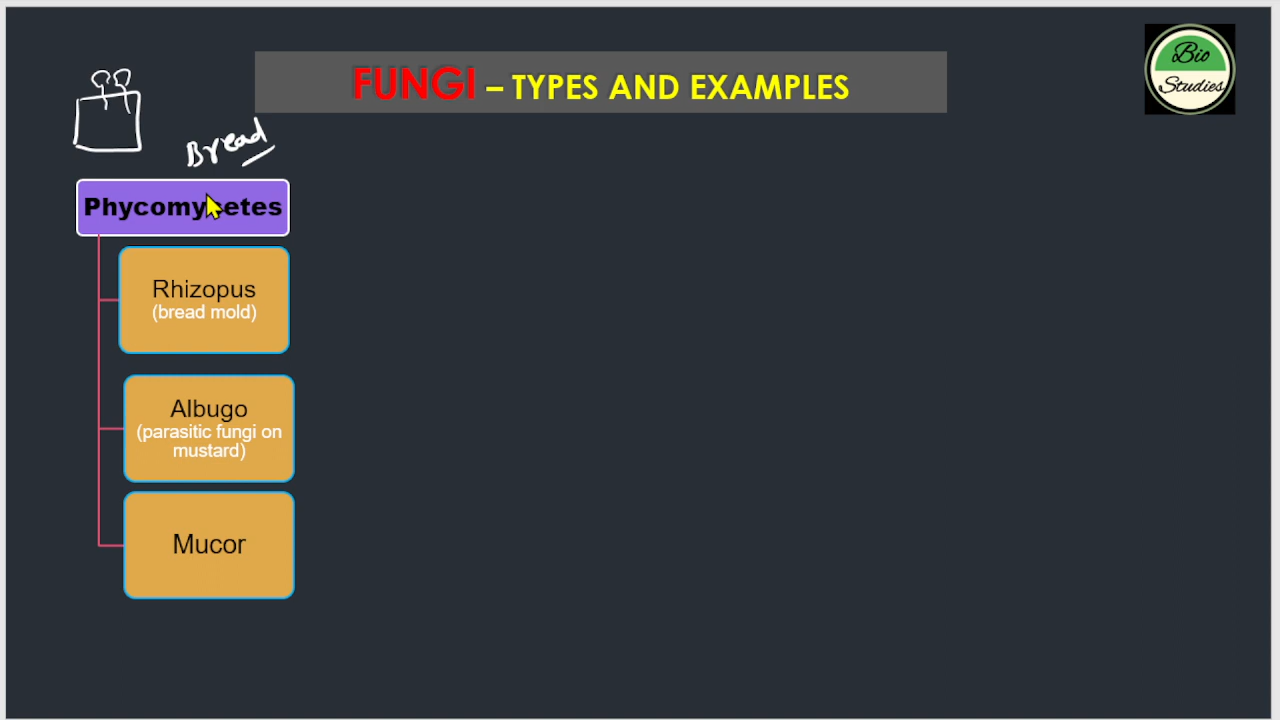 FUNGI – TYPES AND EXAMPLES
Bio
Studies
Bread
Phycomycetes
Rhizopus
(bread mold)
Albugo
(parasitic fungi on
mustard)
Mucor